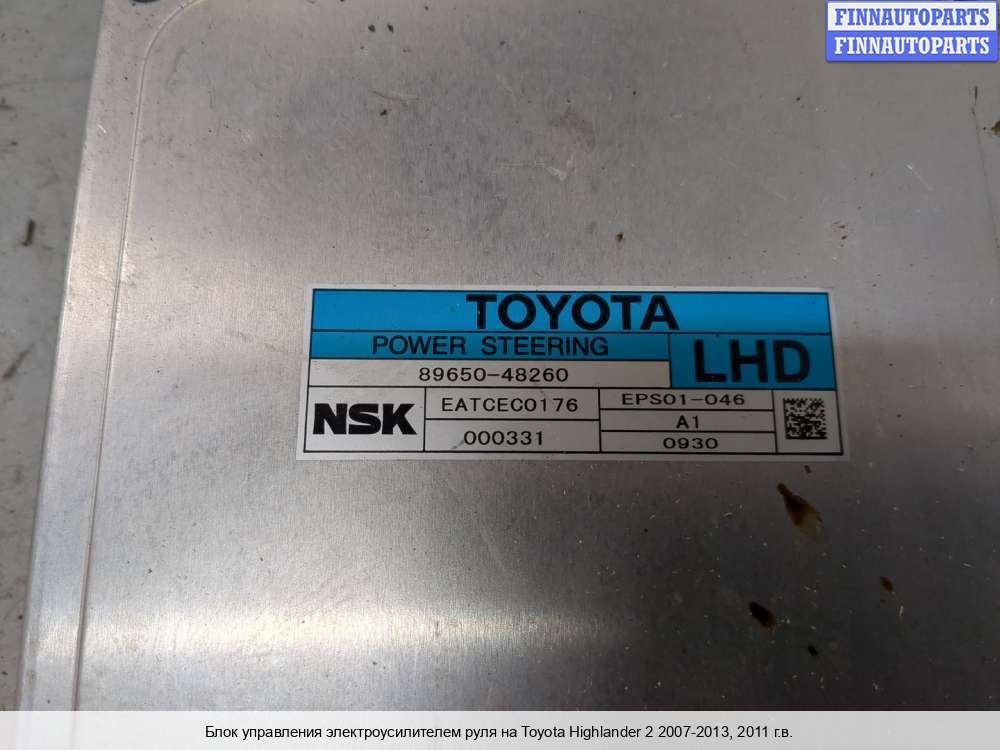 FINNAUTOPARTS
FINNAUTOPARTS
TOYOTA
POWER STEERING
LHD
89650-48260
NSK
EATCEC0176
EPS01-046
A1
000331
0930
Блок управления электроусилителем руля на Toyota Highlander 2 2007-2013, 2011 г.в.